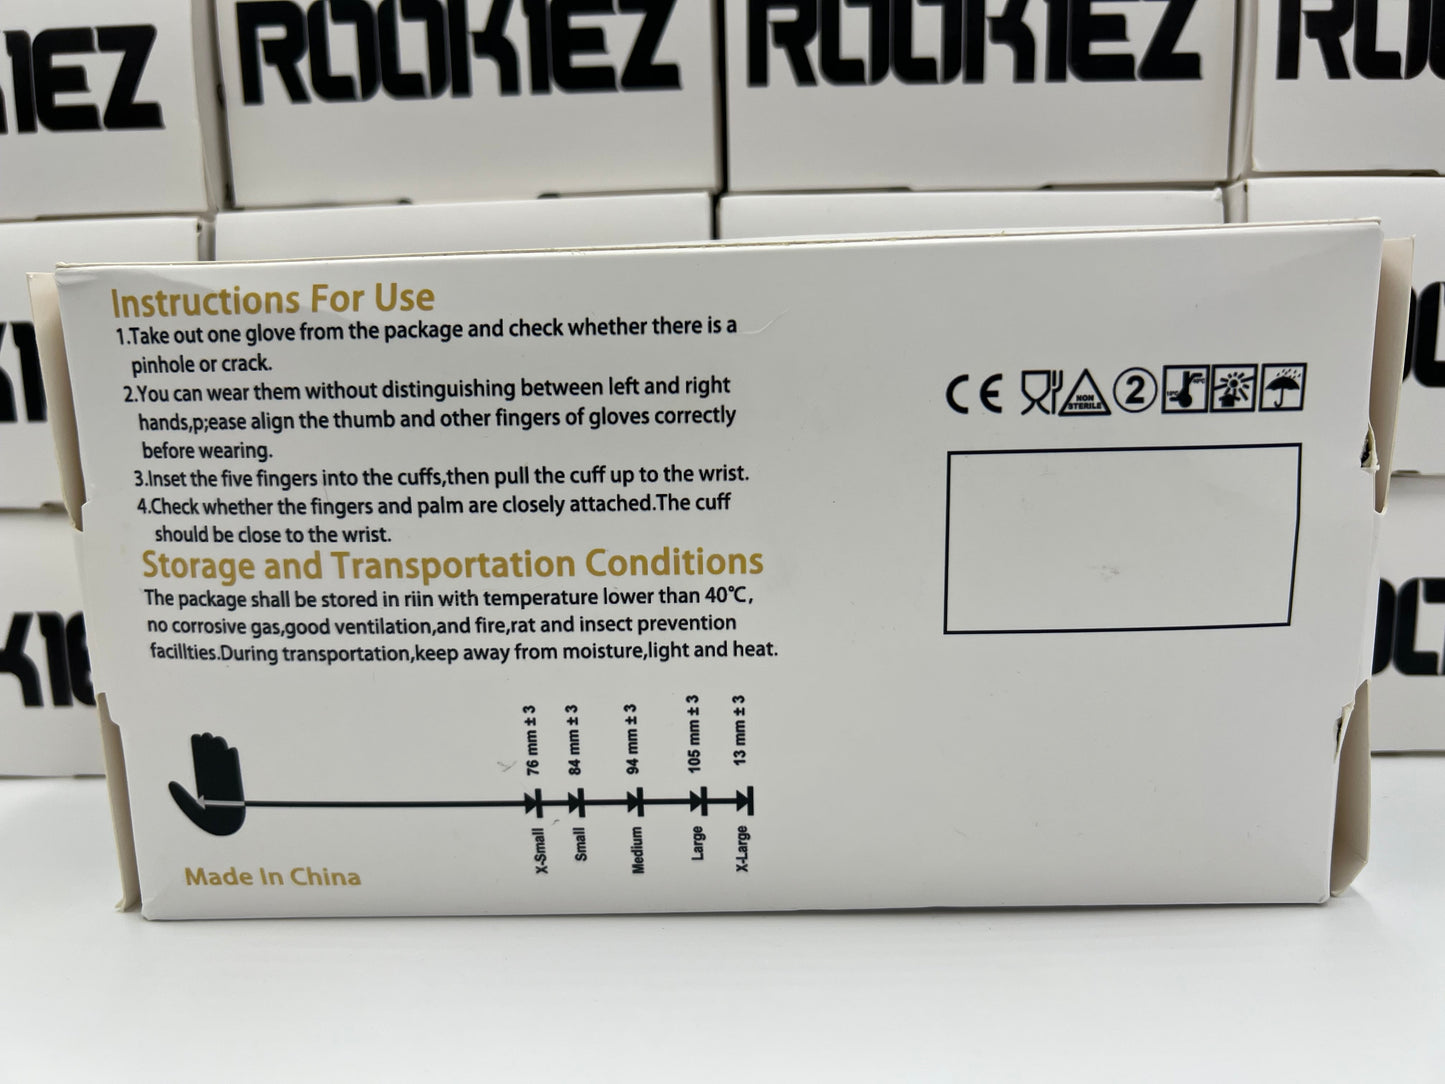 ROOKIEZ
ROOKIEZ
Instructions For Use
1.Take out one glove from the package and check whether there is a
pinhole or crack.
2.You can wear them without distinguishing between left and right
hands,p;ease align the thumb and other fingers of gloves correctly
before wearing.
3.Inset the five fingers into the cuffs,then pull the cuff up to the wrist.
4.Check whether the fingers and palm are closely attached.The cuff
should be close to the wrist.
Storage and Transportation Conditions
The package shall be stored in riin with temperature lower than 40℃,
no corrosive gas,good ventilation,and fire,rat and insect prevention
facillties.During transportation,keep away from moisture,light and heat.
76 mm ± 3
84 mm ± 3
94 mm ± 3
105 mm ± 3
13 mm ± 3
X-Small
Small
Medium
Large
X-Large
Made In China
CE
NON
STERILE
2